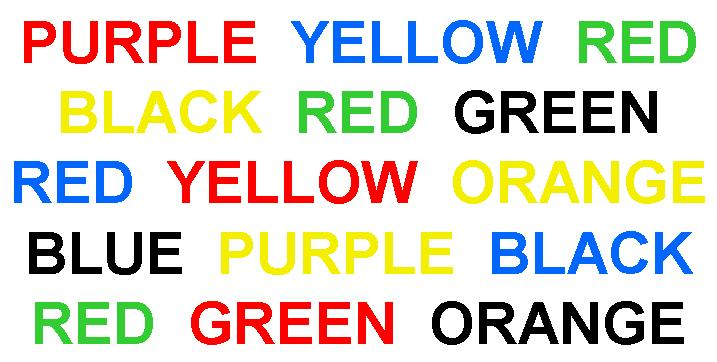 PURPLE YELLOW RED
BLACK RED GREEN
RED YELLOW ORANGE
BLUE PURPLE BLACK
RED GREEN ORANGE